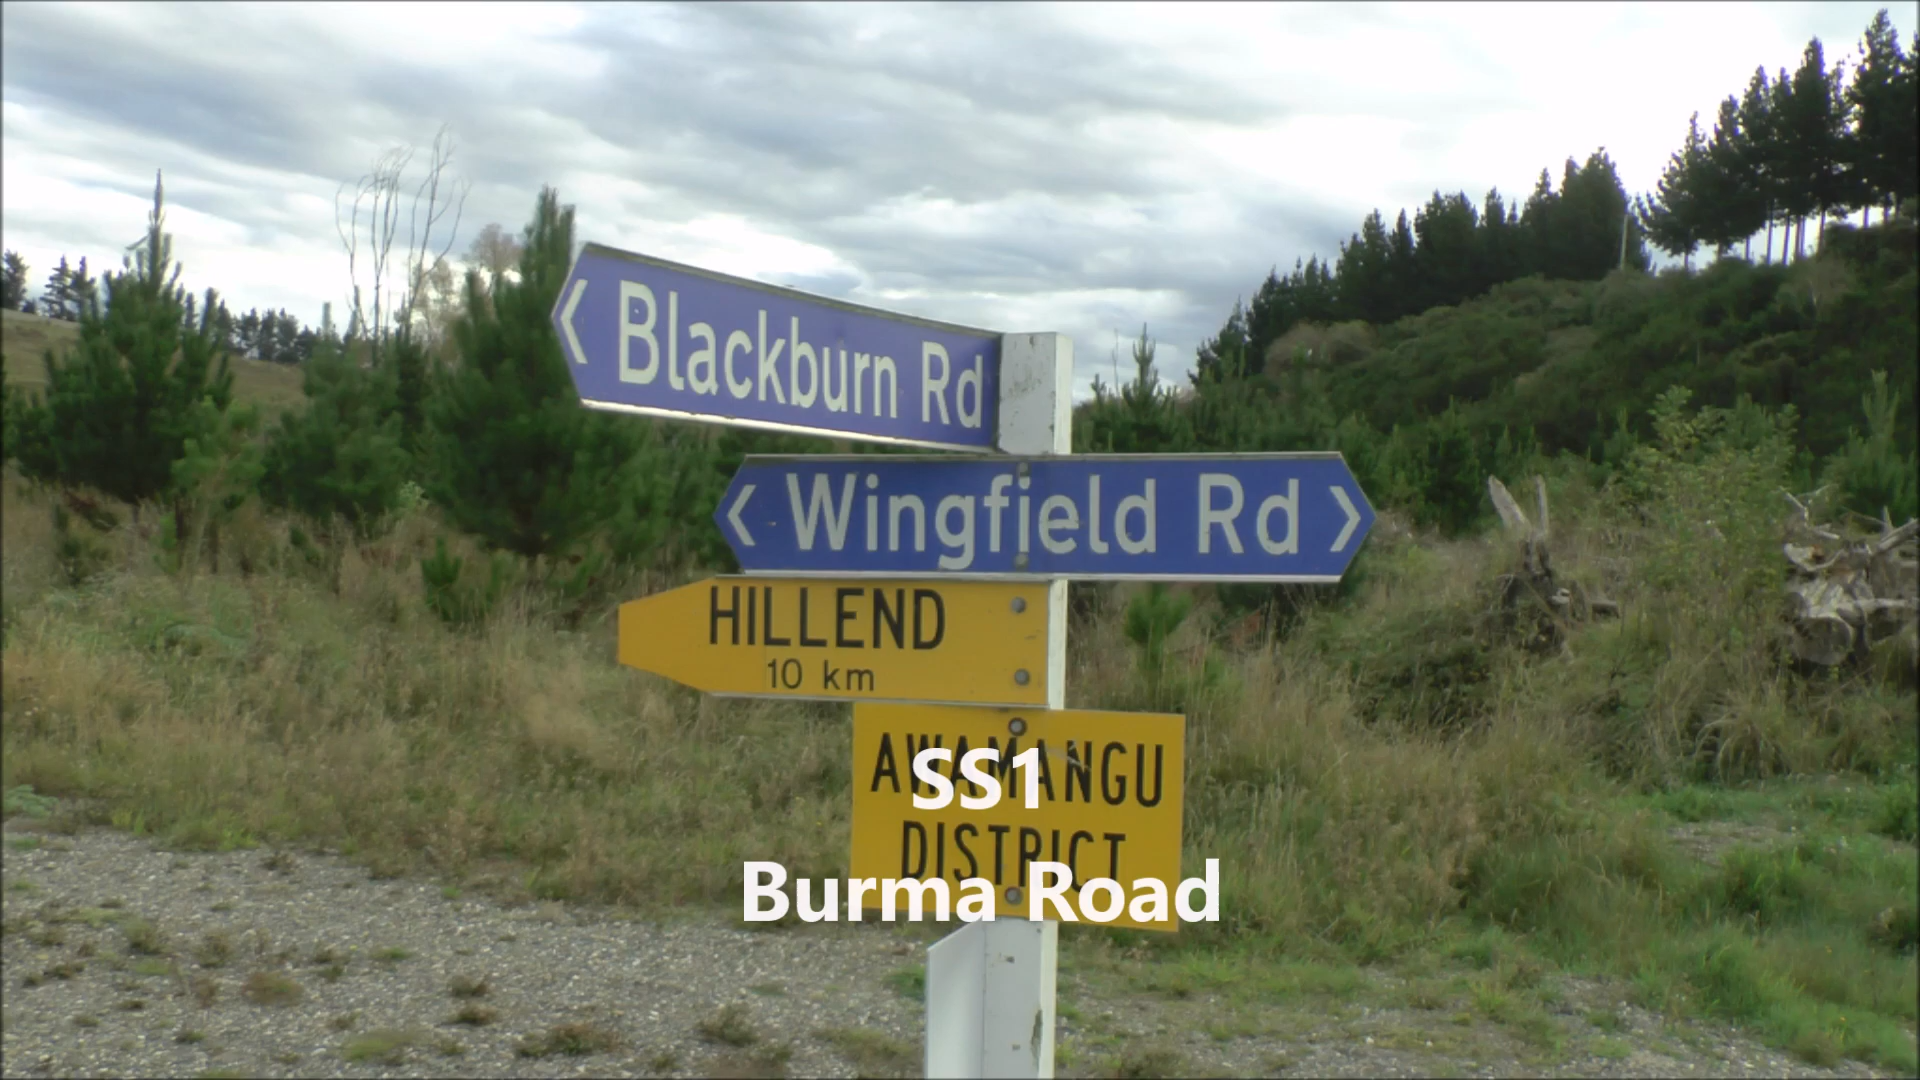 Blackburn Rd
Wingfield Rd
HILLEND
10 km
AWAMANGU
SS1
DISTRICT
Burma Road